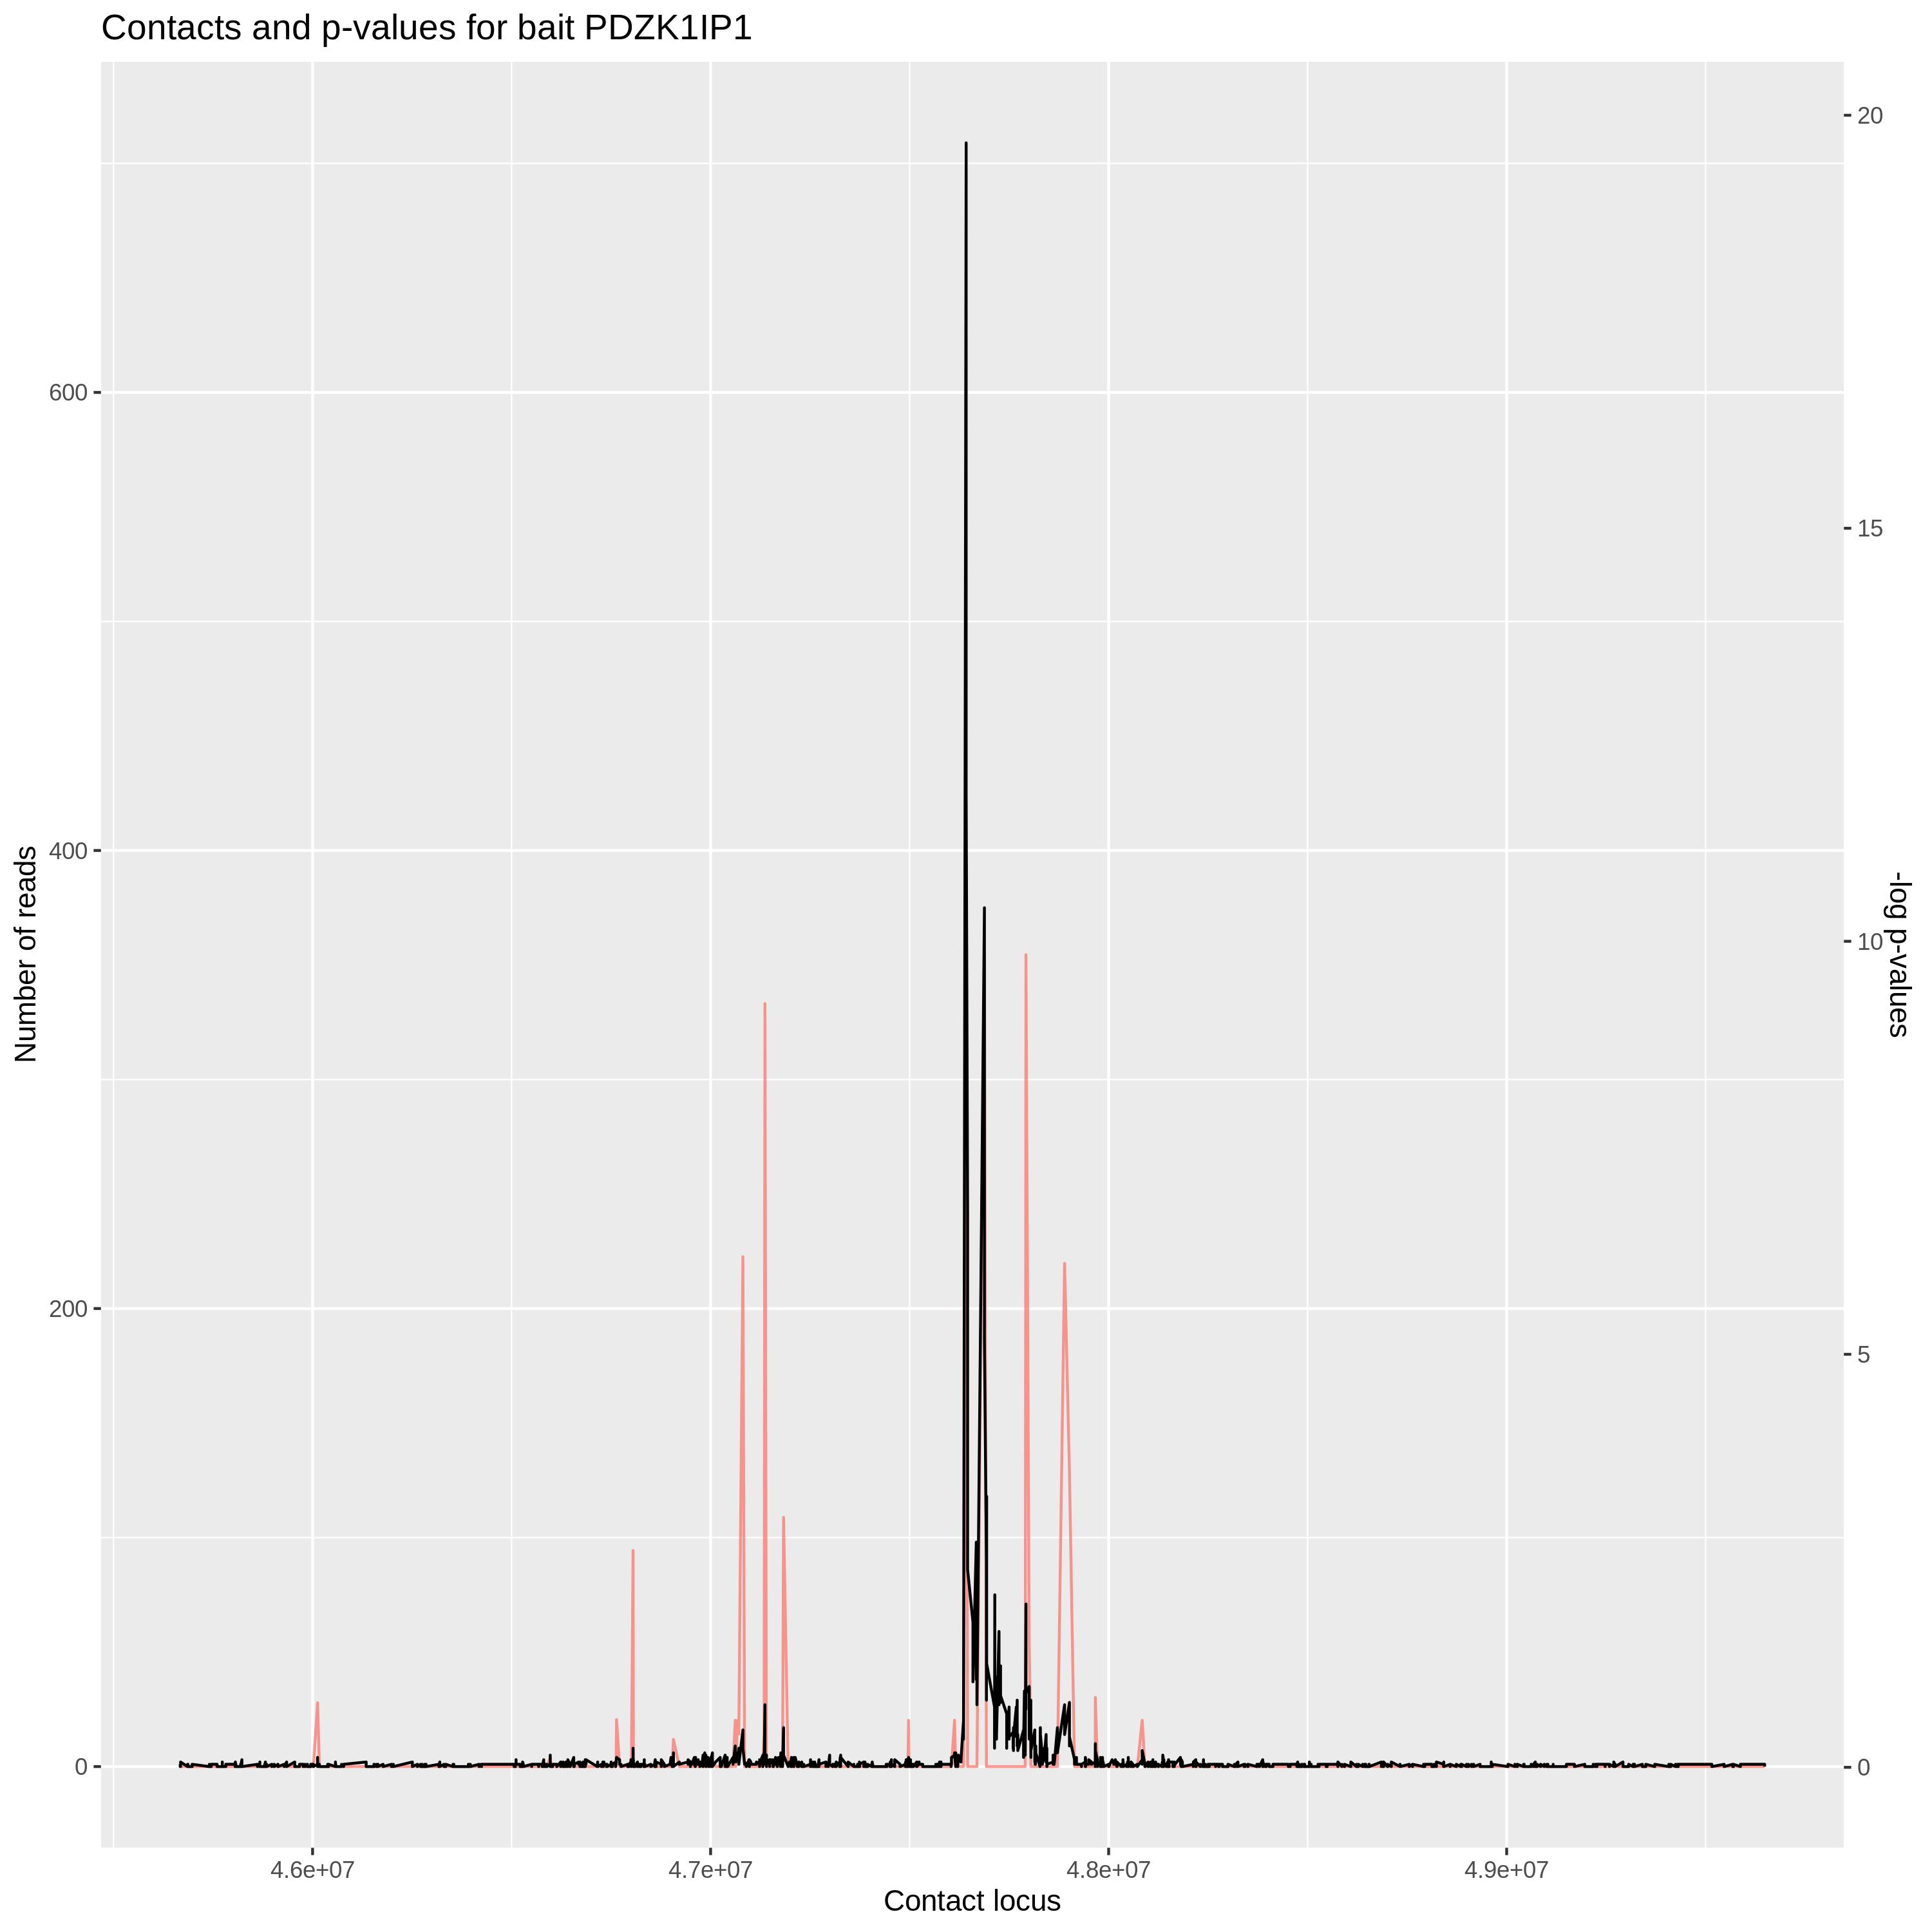 Contacts and p-values for bait PDZK1IP1
Number of reads
600
400
200
0
20
15
10
5
0
-log p-values
4.6e+07 4.7e+07 4.8e+07 4.9e+07
Contact locus